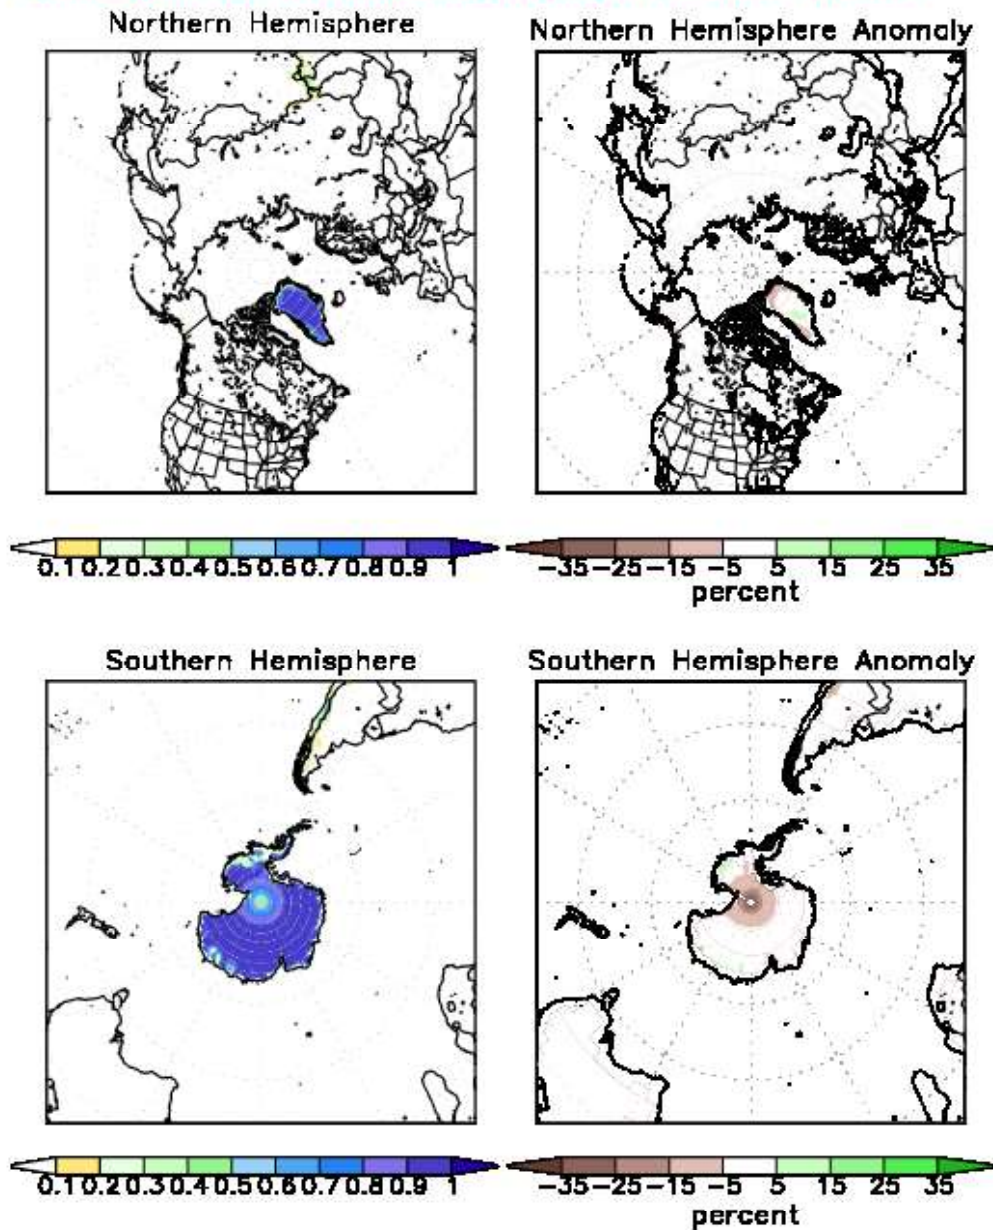 Northern Hemisphere
Northern Hemisphere Anomaly
0.1 0.2 0.3 0.4 0.5 0.6 0.7 0.8 0.9 1
-35 -25 -15 -5 5 15 25 35
percent
Southern Hemisphere
Southern Hemisphere Anomaly
0.1 0.2 0.3 0.4 0.5 0.6 0.7 0.8 0.9 1
-35 -25 -15 -5 5 15 25 35
percent